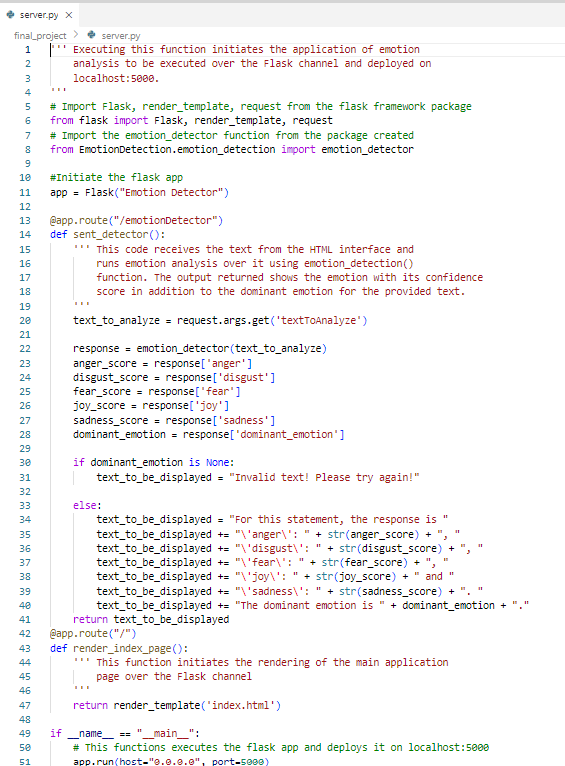 server.py ×
final_project > server.py
1 ''' Executing this function initiates the application of emotion
2 analysis to be executed over the Flask channel and deployed on
3 localhost:5000.
4 '''
5 # Import Flask, render_template, request from the flask framework package
6 from flask import Flask, render_template, request
7 # Import the emotion_detector function from the package created
8 from EmotionDetection.emotion_detection import emotion_detector
9
10 #Initiate the flask app
11 app = Flask("Emotion Detector")
12
13 @app.route("/emotionDetector")
14 def sent_detector():
15 ''' This code receives the text from the HTML interface and
16 runs emotion analysis over it using emotion_detection()
17 function. The output returned shows the emotion with its confidence
18 score in addition to the dominant emotion for the provided text.
19 '''
20 text_to_analyze = request.args.get('textToAnalyze')
21
22 response = emotion_detector(text_to_analyze)
23 anger_score = response['anger']
24 disgust_score = response['disgust']
25 fear_score = response['fear']
26 joy_score = response['joy']
27 sadness_score = response['sadness']
28 dominant_emotion = response['dominant_emotion']
29
30 if dominant_emotion is None:
31 text_to_be_displayed = "Invalid text! Please try again!"
32
33 else:
34 text_to_be_displayed = "For this statement, the response is "
35 text_to_be_displayed += "\'anger\': " + str(anger_score) + ", "
36 text_to_be_displayed += "\'disgust\': " + str(disgust_score) + ", "
37 text_to_be_displayed += "\'fear\': " + str(fear_score) + ", "
38 text_to_be_displayed += "\'joy\': " + str(joy_score) + " and "
39 text_to_be_displayed += "\'sadness\': " + str(sadness_score) + ". "
40 text_to_be_displayed += "The dominant emotion is " + dominant_emotion + "."
41 return text_to_be_displayed
42 @app.route("/")
43 def render_index_page():
44 ''' This function initiates the rendering of the main application
45 page over the Flask channel
46 '''
47 return render_template('index.html')
48
49 if __name__ == "__main__":
50 # This functions executes the flask app and deploys it on localhost:5000
51 app.run(host="0.0.0.0", port=5000)